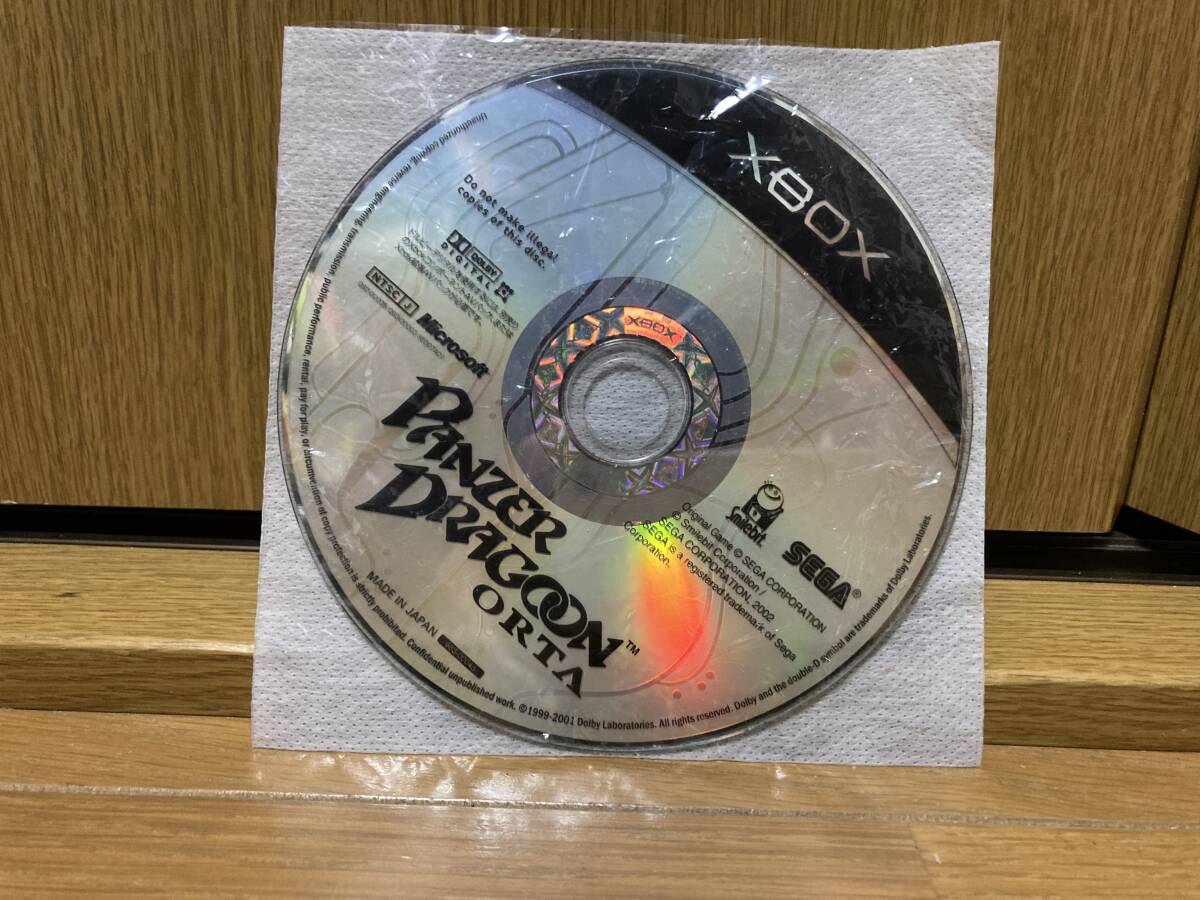 XBOX
Do not make illegal
copies of this disc.
DOLBY
DIGITAL
NTSC J
Microsoft
XBOX
PANZER
DRAGOON™
ORTA
Smilebit.
SEGA®
Original Game © SEGA CORPORATION
© Smilebit Corporation /
SEGA CORPORATION, 2002
SEGA is a registered trademark of Sega
Corporation.
MADE IN JAPAN
Unauthorized copying, reverse engineering, transmission, public performance, rental, pay for play, or circumvention of copy protection is strictly prohibited. Confidential unpublished work. ©1999-2001 Dolby Laboratories. All rights reserved. Dolby and the double-D symbol are trademarks of Dolby Laboratories.